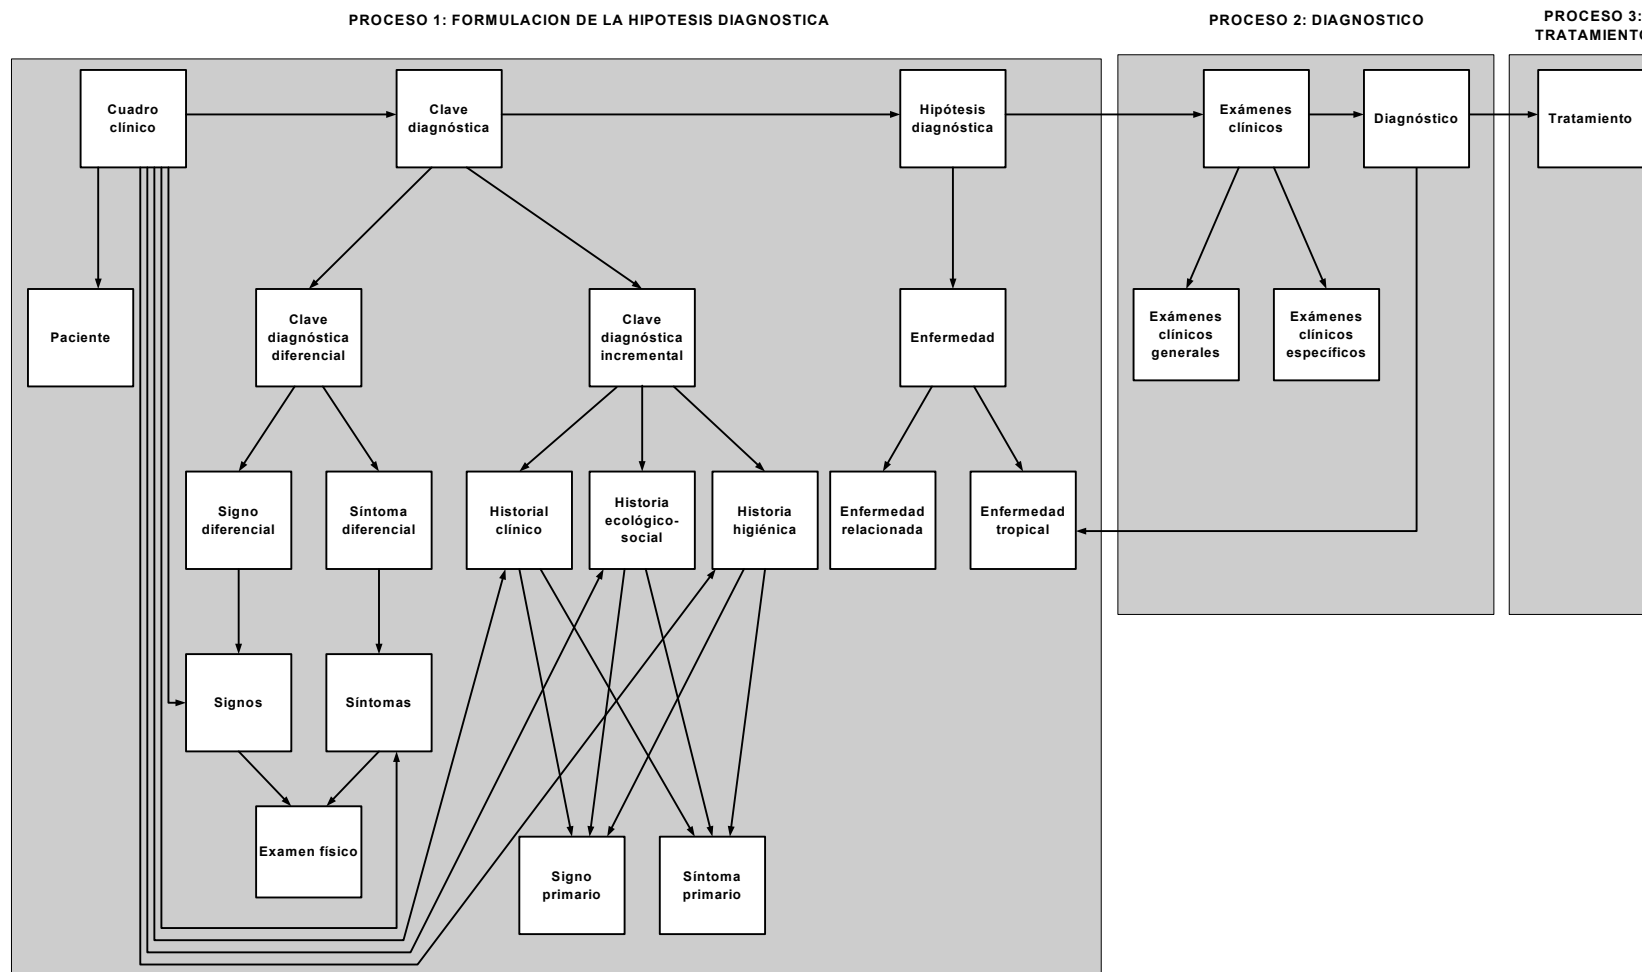 PROCESO 1: FORMULACION DE LA HIPOTESIS DIAGNOSTICA
PROCESO 2: DIAGNOSTICO
PROCESO 3:
TRATAMIENTO
Cuadro
clínico
Clave
diagnóstica
Hipótesis
diagnóstica
Exámenes
clínicos
Diagnóstico
Tratamiento
Paciente
Clave
diagnóstica
diferencial
Clave
diagnóstica
incremental
Enfermedad
Exámenes
clínicos
generales
Exámenes
clínicos
específicos
Signo
diferencial
Síntoma
diferencial
Historial
clínico
Historia
ecológico-
social
Historia
higiénica
Enfermedad
relacionada
Enfermedad
tropical
Signos
Síntomas
Examen físico
Signo
primario
Síntoma
primario